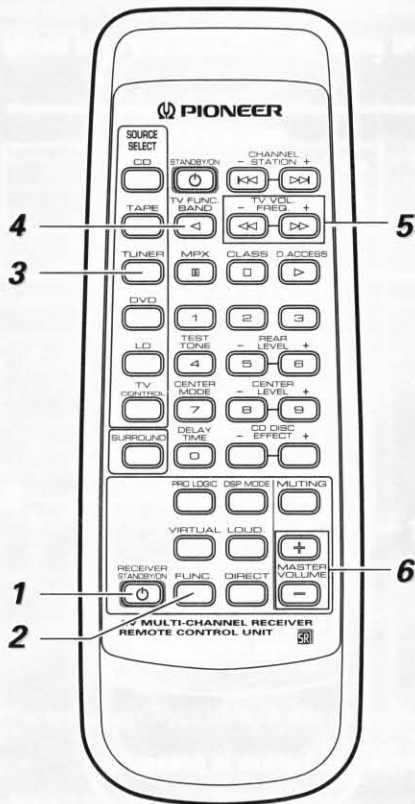 PIONEER
SOURCE
SELECT
CD
STANDBY/ON
CHANNEL
- STATION +
TV FUNC.
TAPE
BAND
TV VOL.
- FREQ. +
4
5
TUNER
MPX
CLASS
D.ACCESS
3
DVD
1
2
3
LD
TEST
TONE
4
REAR
- LEVEL +
5
6
TV
CONTROL
CENTER
MODE
7
CENTER
- LEVEL +
8
9
SURROUND
DELAY
TIME
0
CD DISC
- EFFECT +
PRO LOGIC
DSP MODE
MUTING
VIRTUAL
LOUD.
+
RECEIVER
STANDBY/ON
FUNC.
DIRECT
MASTER
VOLUME
-
6
1
2
MULTI-CHANNEL RECEIVER
REMOTE CONTROL UNIT
SR